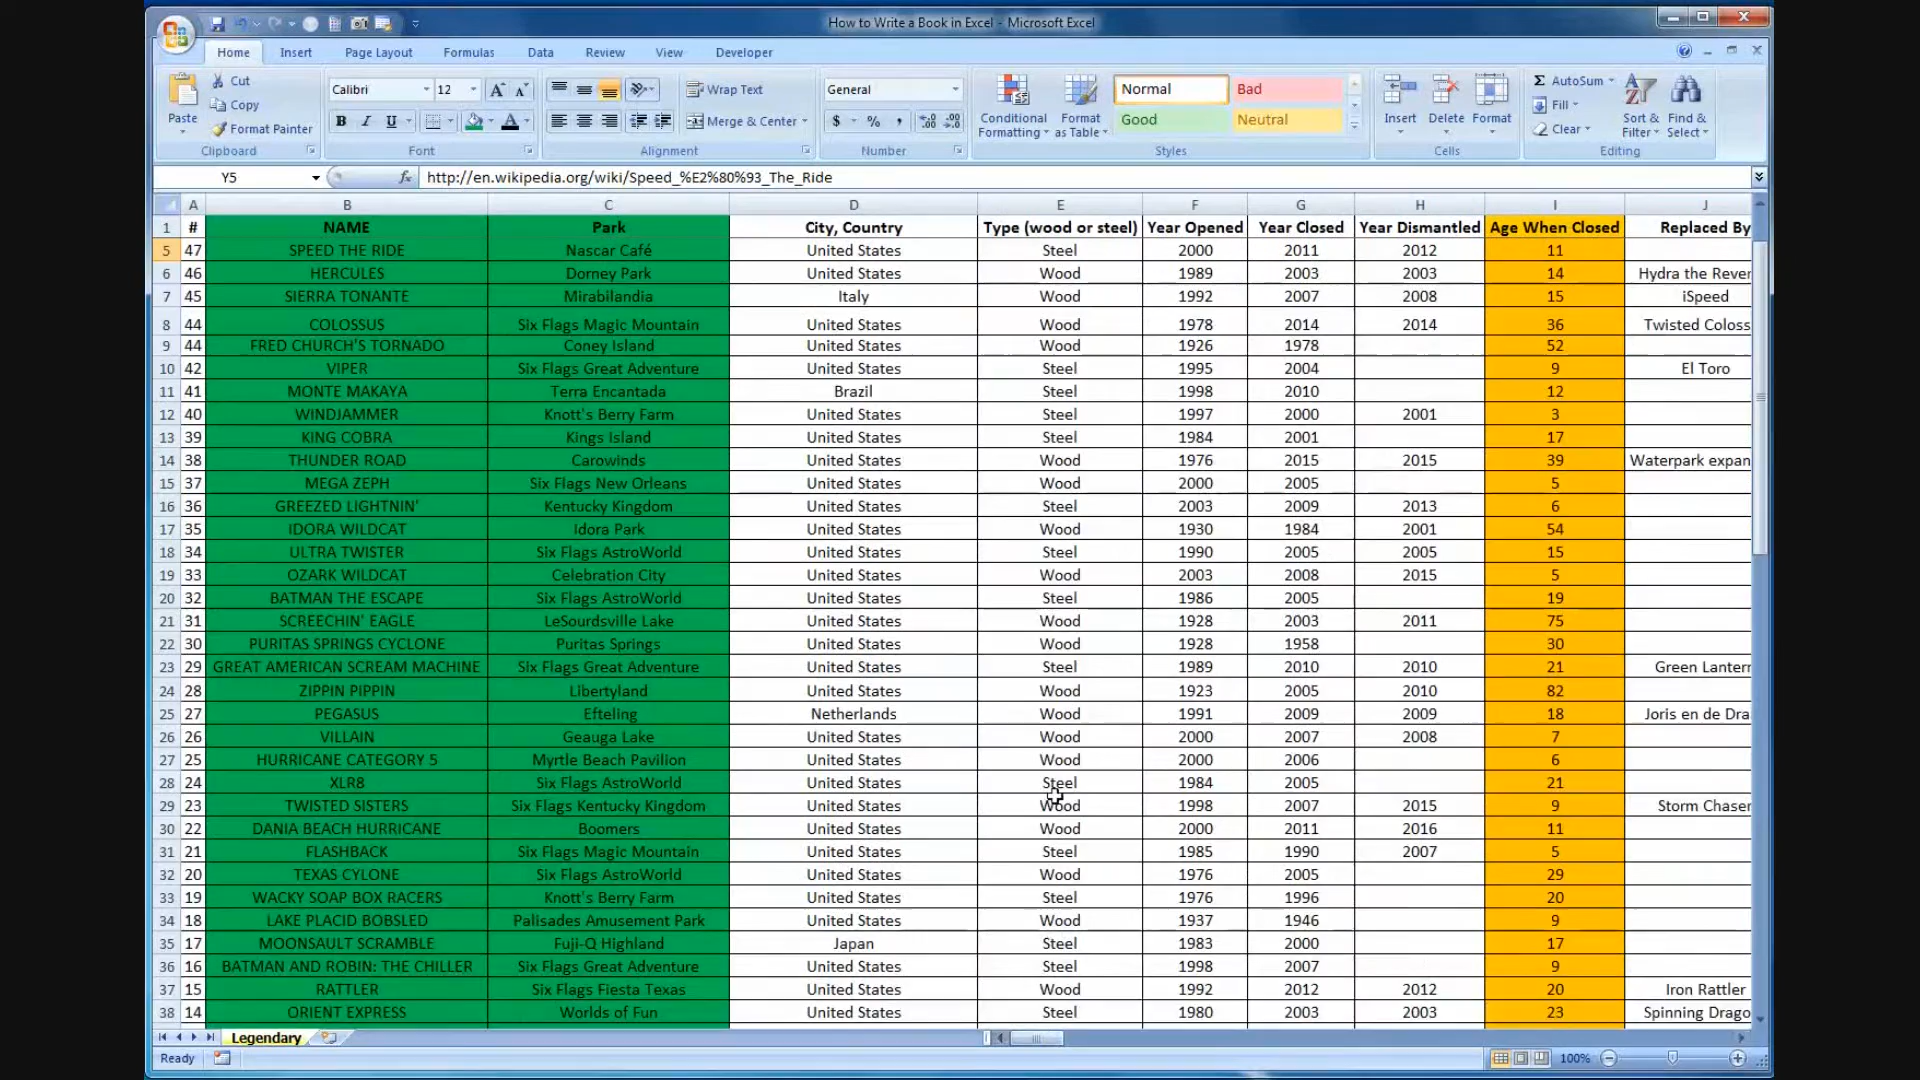 How to Write a Book in Excel - Microsoft Excel
Home Insert Page Layout Formulas Data Review View Developer
Paste
Cut
Copy
Format Painter
Clipboard
Calibri 12
B I U
Font
Wrap Text
Merge & Center
Alignment
General
$ % ,
Number
Conditional Formatting
Format as Table
Normal Bad
Good Neutral
Styles
Insert Delete Format
Cells
Σ AutoSum
Fill
Clear
Sort & Filter
Find & Select
Editing
Y5 fx http://en.wikipedia.org/wiki/Speed_%E2%80%93_The_Ride
A B C D E F G H I J
1 # NAME Park City, Country Type (wood or steel) Year Opened Year Closed Year Dismantled Age When Closed Replaced By
5 47 SPEED THE RIDE Nascar Café United States Steel 2000 2011 2012 11
6 46 HERCULES Dorney Park United States Wood 1989 2003 2003 14 Hydra the Rever
7 45 SIERRA TONANTE Mirabilandia Italy Wood 1992 2007 2008 15 iSpeed
8 44 COLOSSUS Six Flags Magic Mountain United States Wood 1978 2014 2014 36 Twisted Coloss
9 44 FRED CHURCH'S TORNADO Coney Island United States Wood 1926 1978 52
10 42 VIPER Six Flags Great Adventure United States Steel 1995 2004 9 El Toro
11 41 MONTE MAKAYA Terra Encantada Brazil Steel 1998 2010 12
12 40 WINDJAMMER Knott's Berry Farm United States Steel 1997 2000 2001 3
13 39 KING COBRA Kings Island United States Steel 1984 2001 17
14 38 THUNDER ROAD Carowinds United States Wood 1976 2015 2015 39 Waterpark expan
15 37 MEGA ZEPH Six Flags New Orleans United States Wood 2000 2005 5
16 36 GREEZED LIGHTNIN' Kentucky Kingdom United States Steel 2003 2009 2013 6
17 35 IDORA WILDCAT Idora Park United States Wood 1930 1984 2001 54
18 34 ULTRA TWISTER Six Flags AstroWorld United States Steel 1990 2005 2005 15
19 33 OZARK WILDCAT Celebration City United States Wood 2003 2008 2015 5
20 32 BATMAN THE ESCAPE Six Flags AstroWorld United States Steel 1986 2005 19
21 31 SCREECHIN' EAGLE LeSourdsville Lake United States Wood 1928 2003 2011 75
22 30 PURITAS SPRINGS CYCLONE Puritas Springs United States Wood 1928 1958 30
23 29 GREAT AMERICAN SCREAM MACHINE Six Flags Great Adventure United States Steel 1989 2010 2010 21 Green Lantern
24 28 ZIPPIN PIPPIN Libertyland United States Wood 1923 2005 2010 82
25 27 PEGASUS Efteling Netherlands Wood 1991 2009 2009 18 Joris en de Dra
26 26 VILLAIN Geauga Lake United States Wood 2000 2007 2008 7
27 25 HURRICANE CATEGORY 5 Myrtle Beach Pavilion United States Wood 2000 2006 6
28 24 XLR8 Six Flags AstroWorld United States Steel 1984 2005 21
29 23 TWISTED SISTERS Six Flags Kentucky Kingdom United States Wood 1998 2007 2015 9 Storm Chaser
30 22 DANIA BEACH HURRICANE Boomers United States Wood 2000 2011 2016 11
31 21 FLASHBACK Six Flags Magic Mountain United States Steel 1985 1990 2007 5
32 20 TEXAS CYLONE Six Flags AstroWorld United States Wood 1976 2005 29
33 19 WACKY SOAP BOX RACERS Knott's Berry Farm United States Steel 1976 1996 20
34 18 LAKE PLACID BOBSLED Palisades Amusement Park United States Wood 1937 1946 9
35 17 MOONSAULT SCRAMBLE Fuji-Q Highland Japan Steel 1983 2000 17
36 16 BATMAN AND ROBIN: THE CHILLER Six Flags Great Adventure United States Steel 1998 2007 9
37 15 RATTLER Six Flags Fiesta Texas United States Wood 1992 2012 2012 20 Iron Rattler
38 14 ORIENT EXPRESS Worlds of Fun United States Steel 1980 2003 2003 23 Spinning Drago
Legendary
Ready 100%